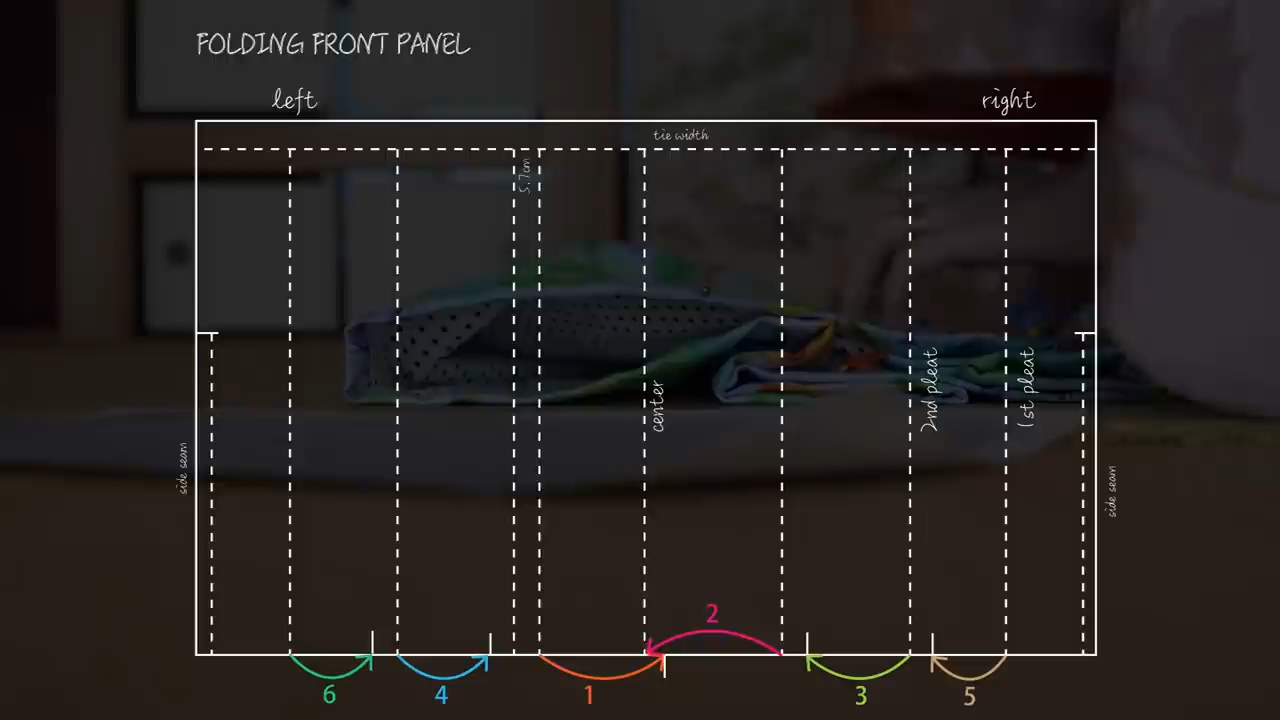 FOLDING FRONT PANEL
left
right
tie width
5,7cm
center
2nd pleat
1st pleat
side seam
side seam
2
6
4
1
3
5